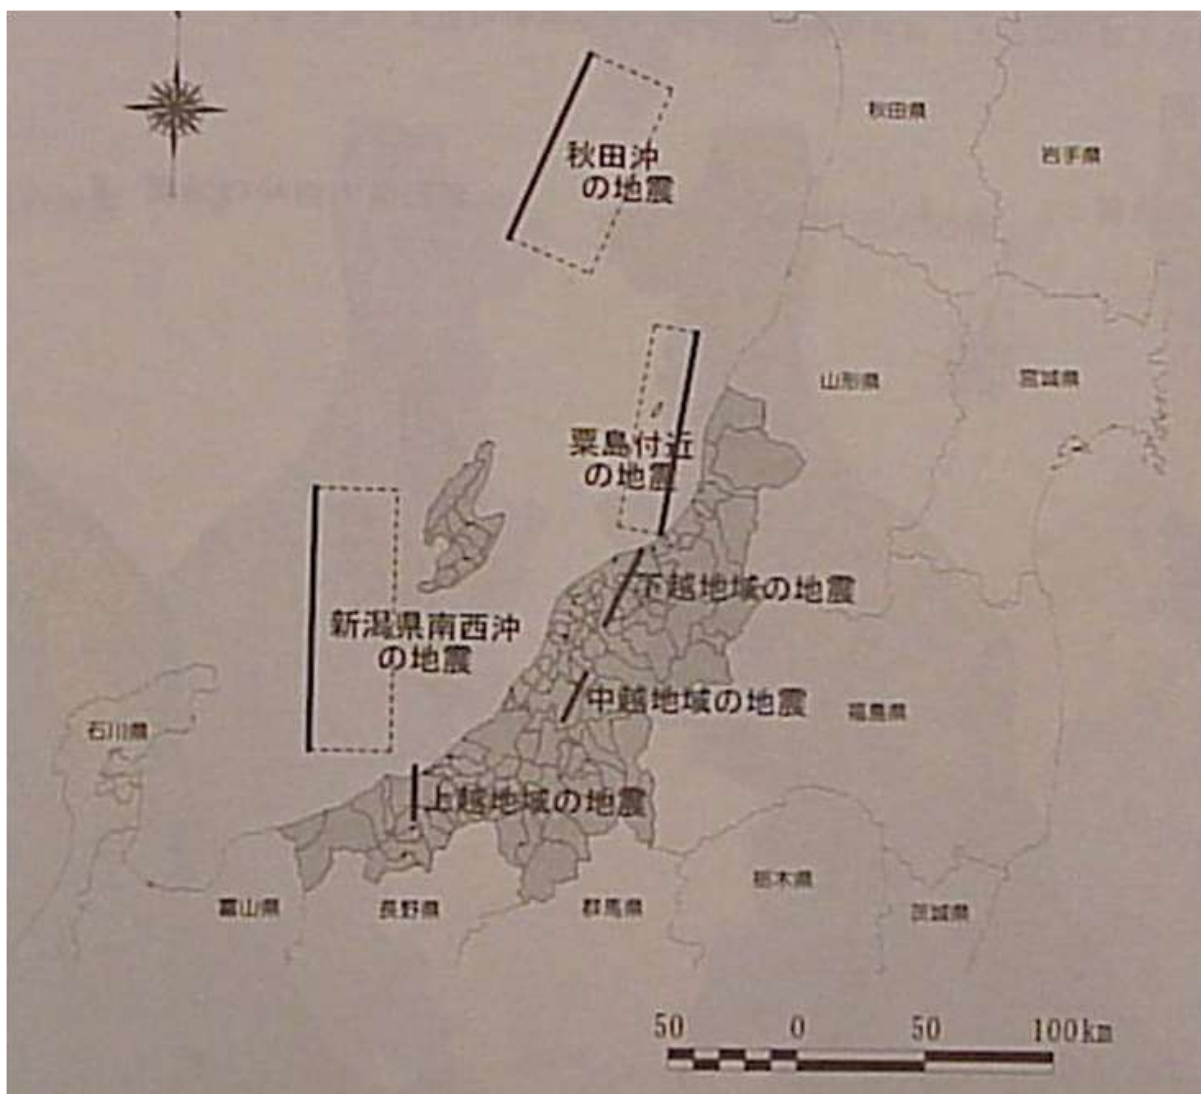 秋田県
岩手県
秋田沖
の地震
山形県
宮城県
粟島付近
の地震
下越地域の地震
新潟県南西沖
の地震
中越地域の地震
福島県
石川県
上越地域の地震
栃木県
富山県
長野県
群馬県
茨城県
50 0 50 100km